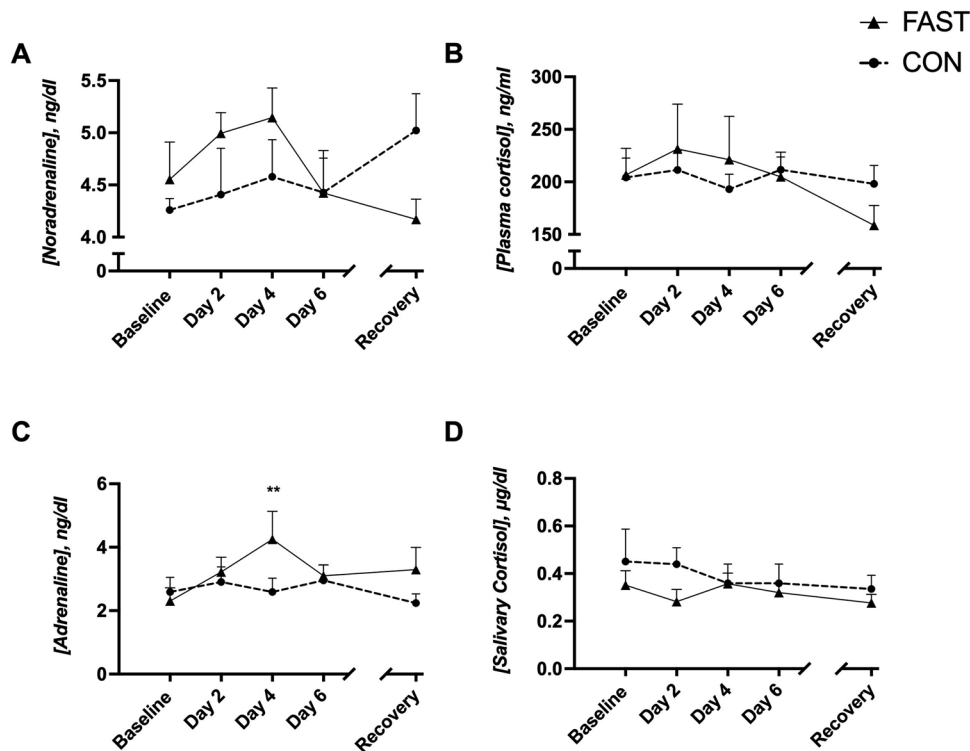 FAST
CON
A
[Noradrenaline], ng/dl
5.5
5.0
4.5
4.0
0
Baseline
Day 2
Day 4
Day 6
Recovery
B
[Plasma cortisol], ng/ml
300
250
200
150
0
Baseline
Day 2
Day 4
Day 6
Recovery
C
[Adrenaline], ng/dl
6
4
2
0
**
Baseline
Day 2
Day 4
Day 6
Recovery
D
[Salivary Cortisol], µg/dl
0.8
0.6
0.4
0.2
0.0
Baseline
Day 2
Day 4
Day 6
Recovery